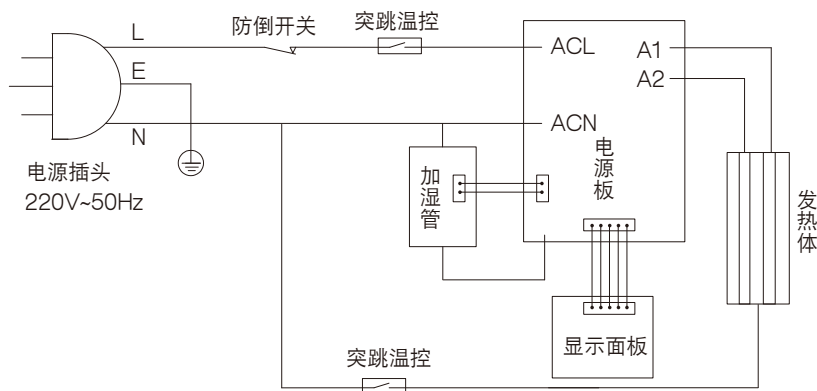 防倒开关
突跳温控
L
ACL
A1
E
A2
N
ACN
电源插头
220V~50Hz
加湿管
电源板
发热体
显示面板
突跳温控